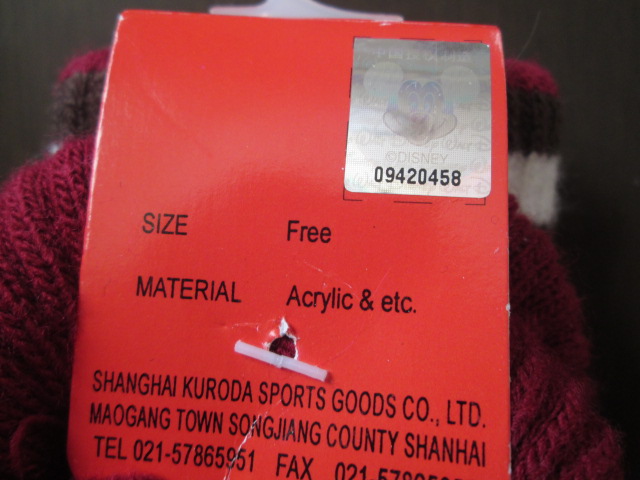 ©DISNEY
09420458
SIZE Free
MATERIAL Acrylic & etc.
SHANGHAI KURODA SPORTS GOODS CO., LTD.
MAOGANG TOWN SONGJIANG COUNTY SHANHAI
TEL 021-57865951 FAX